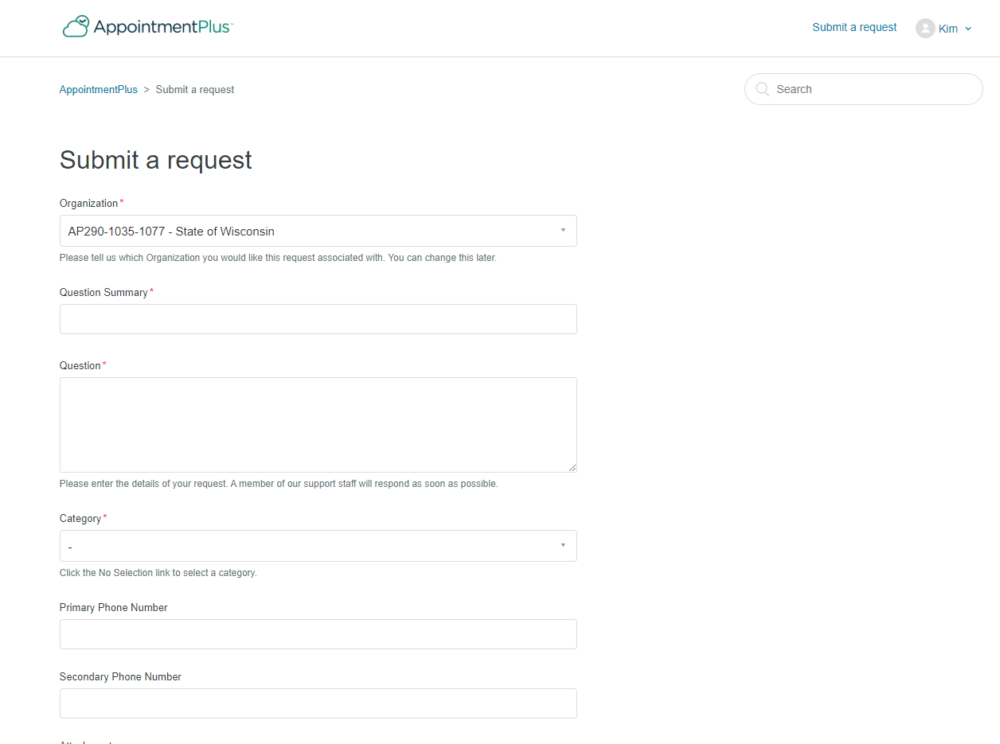 AppointmentPlus™
Submit a request
Kim
AppointmentPlus > Submit a request
Search
Submit a request
Organization*
AP290-1035-1077 - State of Wisconsin
Please tell us which Organization you would like this request associated with. You can change this later.
Question Summary*
Question*
Please enter the details of your request. A member of our support staff will respond as soon as possible.
Category*
-
Click the No Selection link to select a category.
Primary Phone Number
Secondary Phone Number